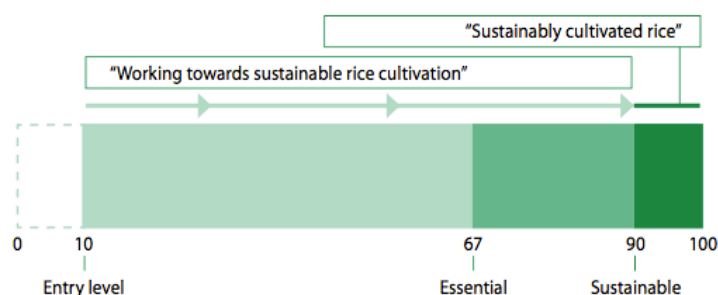 "Sustainably cultivated rice"
"Working towards sustainable rice cultivation"
0 10 67 90 100
Entry level Essential Sustainable